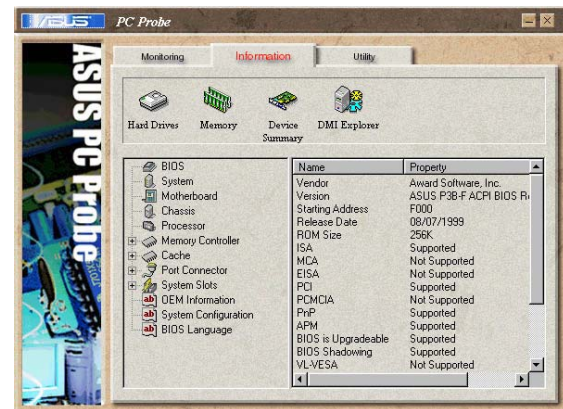 ASUS PC Probe
Monitoring Information Utility
Hard Drives Memory Device Summary DMI Explorer
ASUS PC Probe
BIOS
System
Motherboard
Chassis
Processor
Memory Controller
Cache
Port Connector
System Slots
OEM Information
System Configuration
BIOS Language
Name Property
Vendor Award Software, Inc.
Version ASUS P3B-F ACPI BIOS
Starting Address F000
Release Date 08/07/1999
ROM Size 256K
ISA Supported
MCA Not Supported
EISA Not Supported
PCI Supported
PCMCIA Not Supported
PnP Supported
APM Supported
BIOS is Upgradeable Supported
BIOS Shadowing Supported
VL-VESA Not Supported